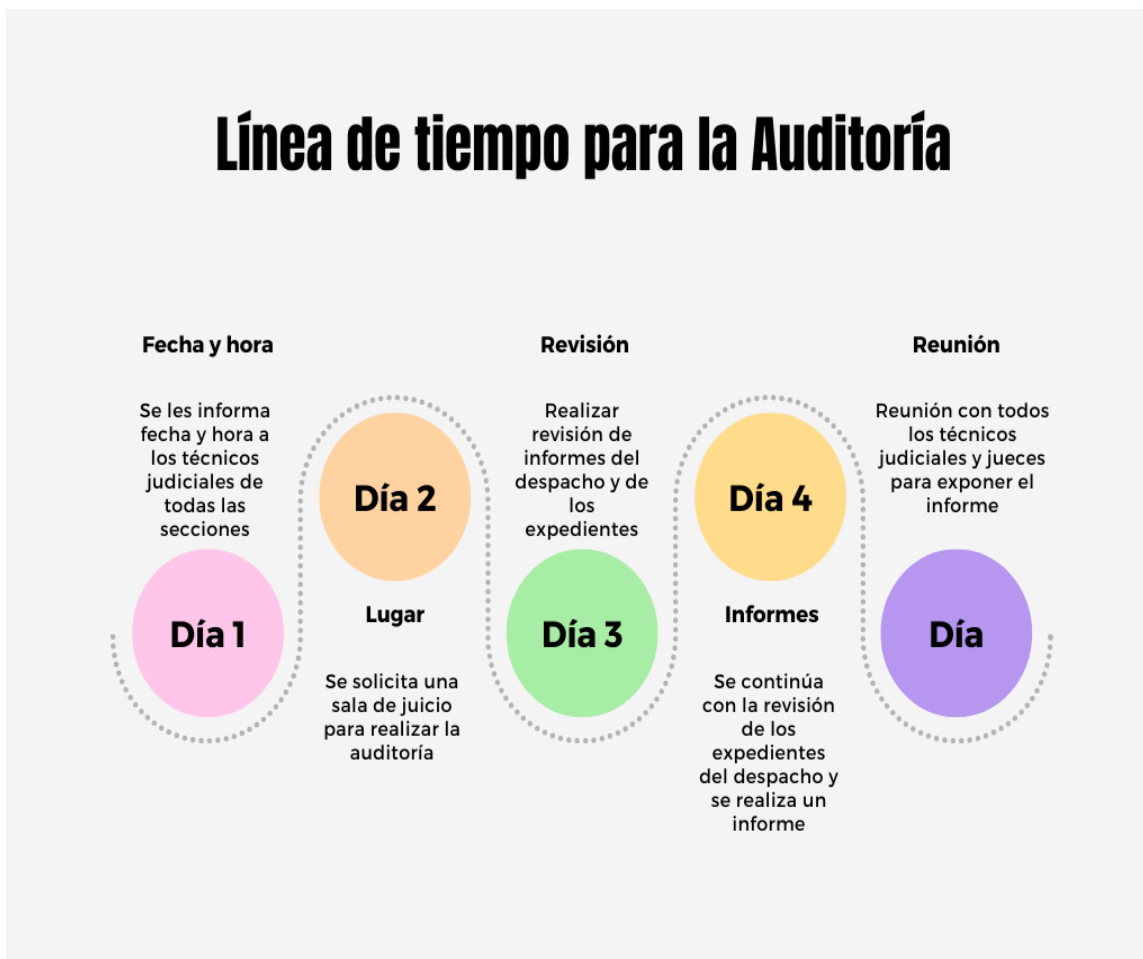 Línea de tiempo para la Auditoría
Fecha y hora
Se les informa
fecha y hora a
los técnicos
judiciales de
todas las
secciones
Día 1
Día 2
Lugar
Se solicita una
sala de juicio
para realizar la
auditoría
Revisión
Realizar
revisión de
informes del
despacho y de
los
expedientes
Día 3
Día 4
Informes
Se continúa
con la revisión
de los
expedientes
del despacho y
se realiza un
informe
Reunión
Reunión con todos
los técnicos
judiciales y jueces
para exponer el
informe
Día